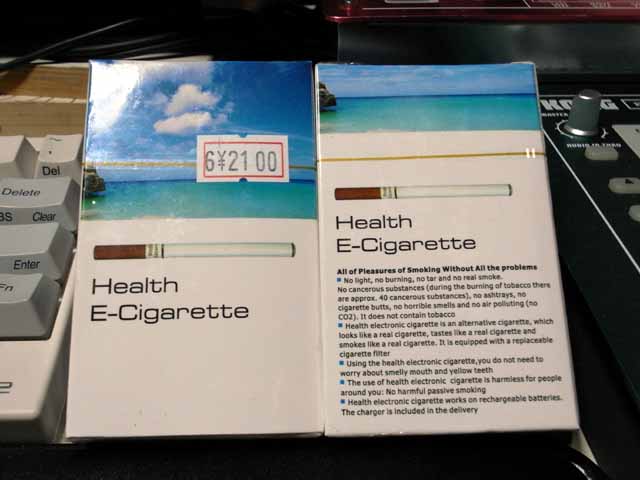 Del
Delete
BS Clear
Enter
Fn
6¥2100
Health
E-Cigarette
KORG
MASTER
AUDIO IN THRU
Health
E-Cigarette
All of Pleasures of Smoking Without All the problems
No light, no burning, no tar and no real smoke.
No cancerous substances (during the burning of tobacco there
are approx. 40 cancerous substances), no ashtrays, no
cigarette butts, no horrible smells and no air polluting (no
CO2). It does not contain tobacco
Health electronic cigarette is an alternative cigarette, which
looks like a real cigarette, tastes like a real cigarette and
smokes like a real cigarette. It is equipped with a replaceable
cigarette filter
Using the health electronic cigarette,you do not need to
worry about smelly mouth and yellow teeth
The use of health electronic cigarette is harmless for people
around you: No harmful passive smoking
Health electronic cigarette works on rechargeable batteries.
The charger is included in the delivery